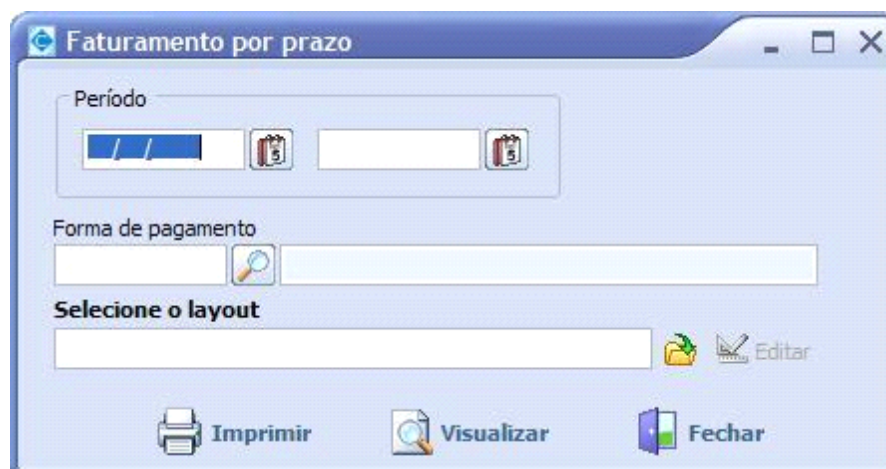 Faturamento por prazo
Período
/ /
Forma de pagamento
Selecione o layout
Editar
Imprimir Visualizar Fechar